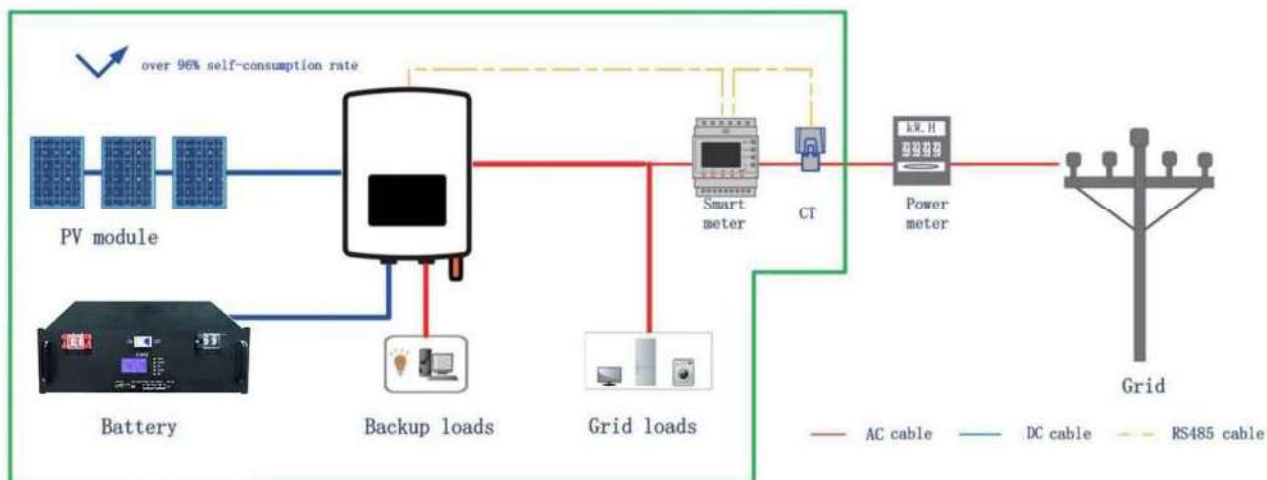 over 96% self-consumption rate
kW.H
PV module
Smart
meter
CT
Power
meter
Battery
Backup loads
Grid loads
Grid
AC cable
DC cable
RS485 cable